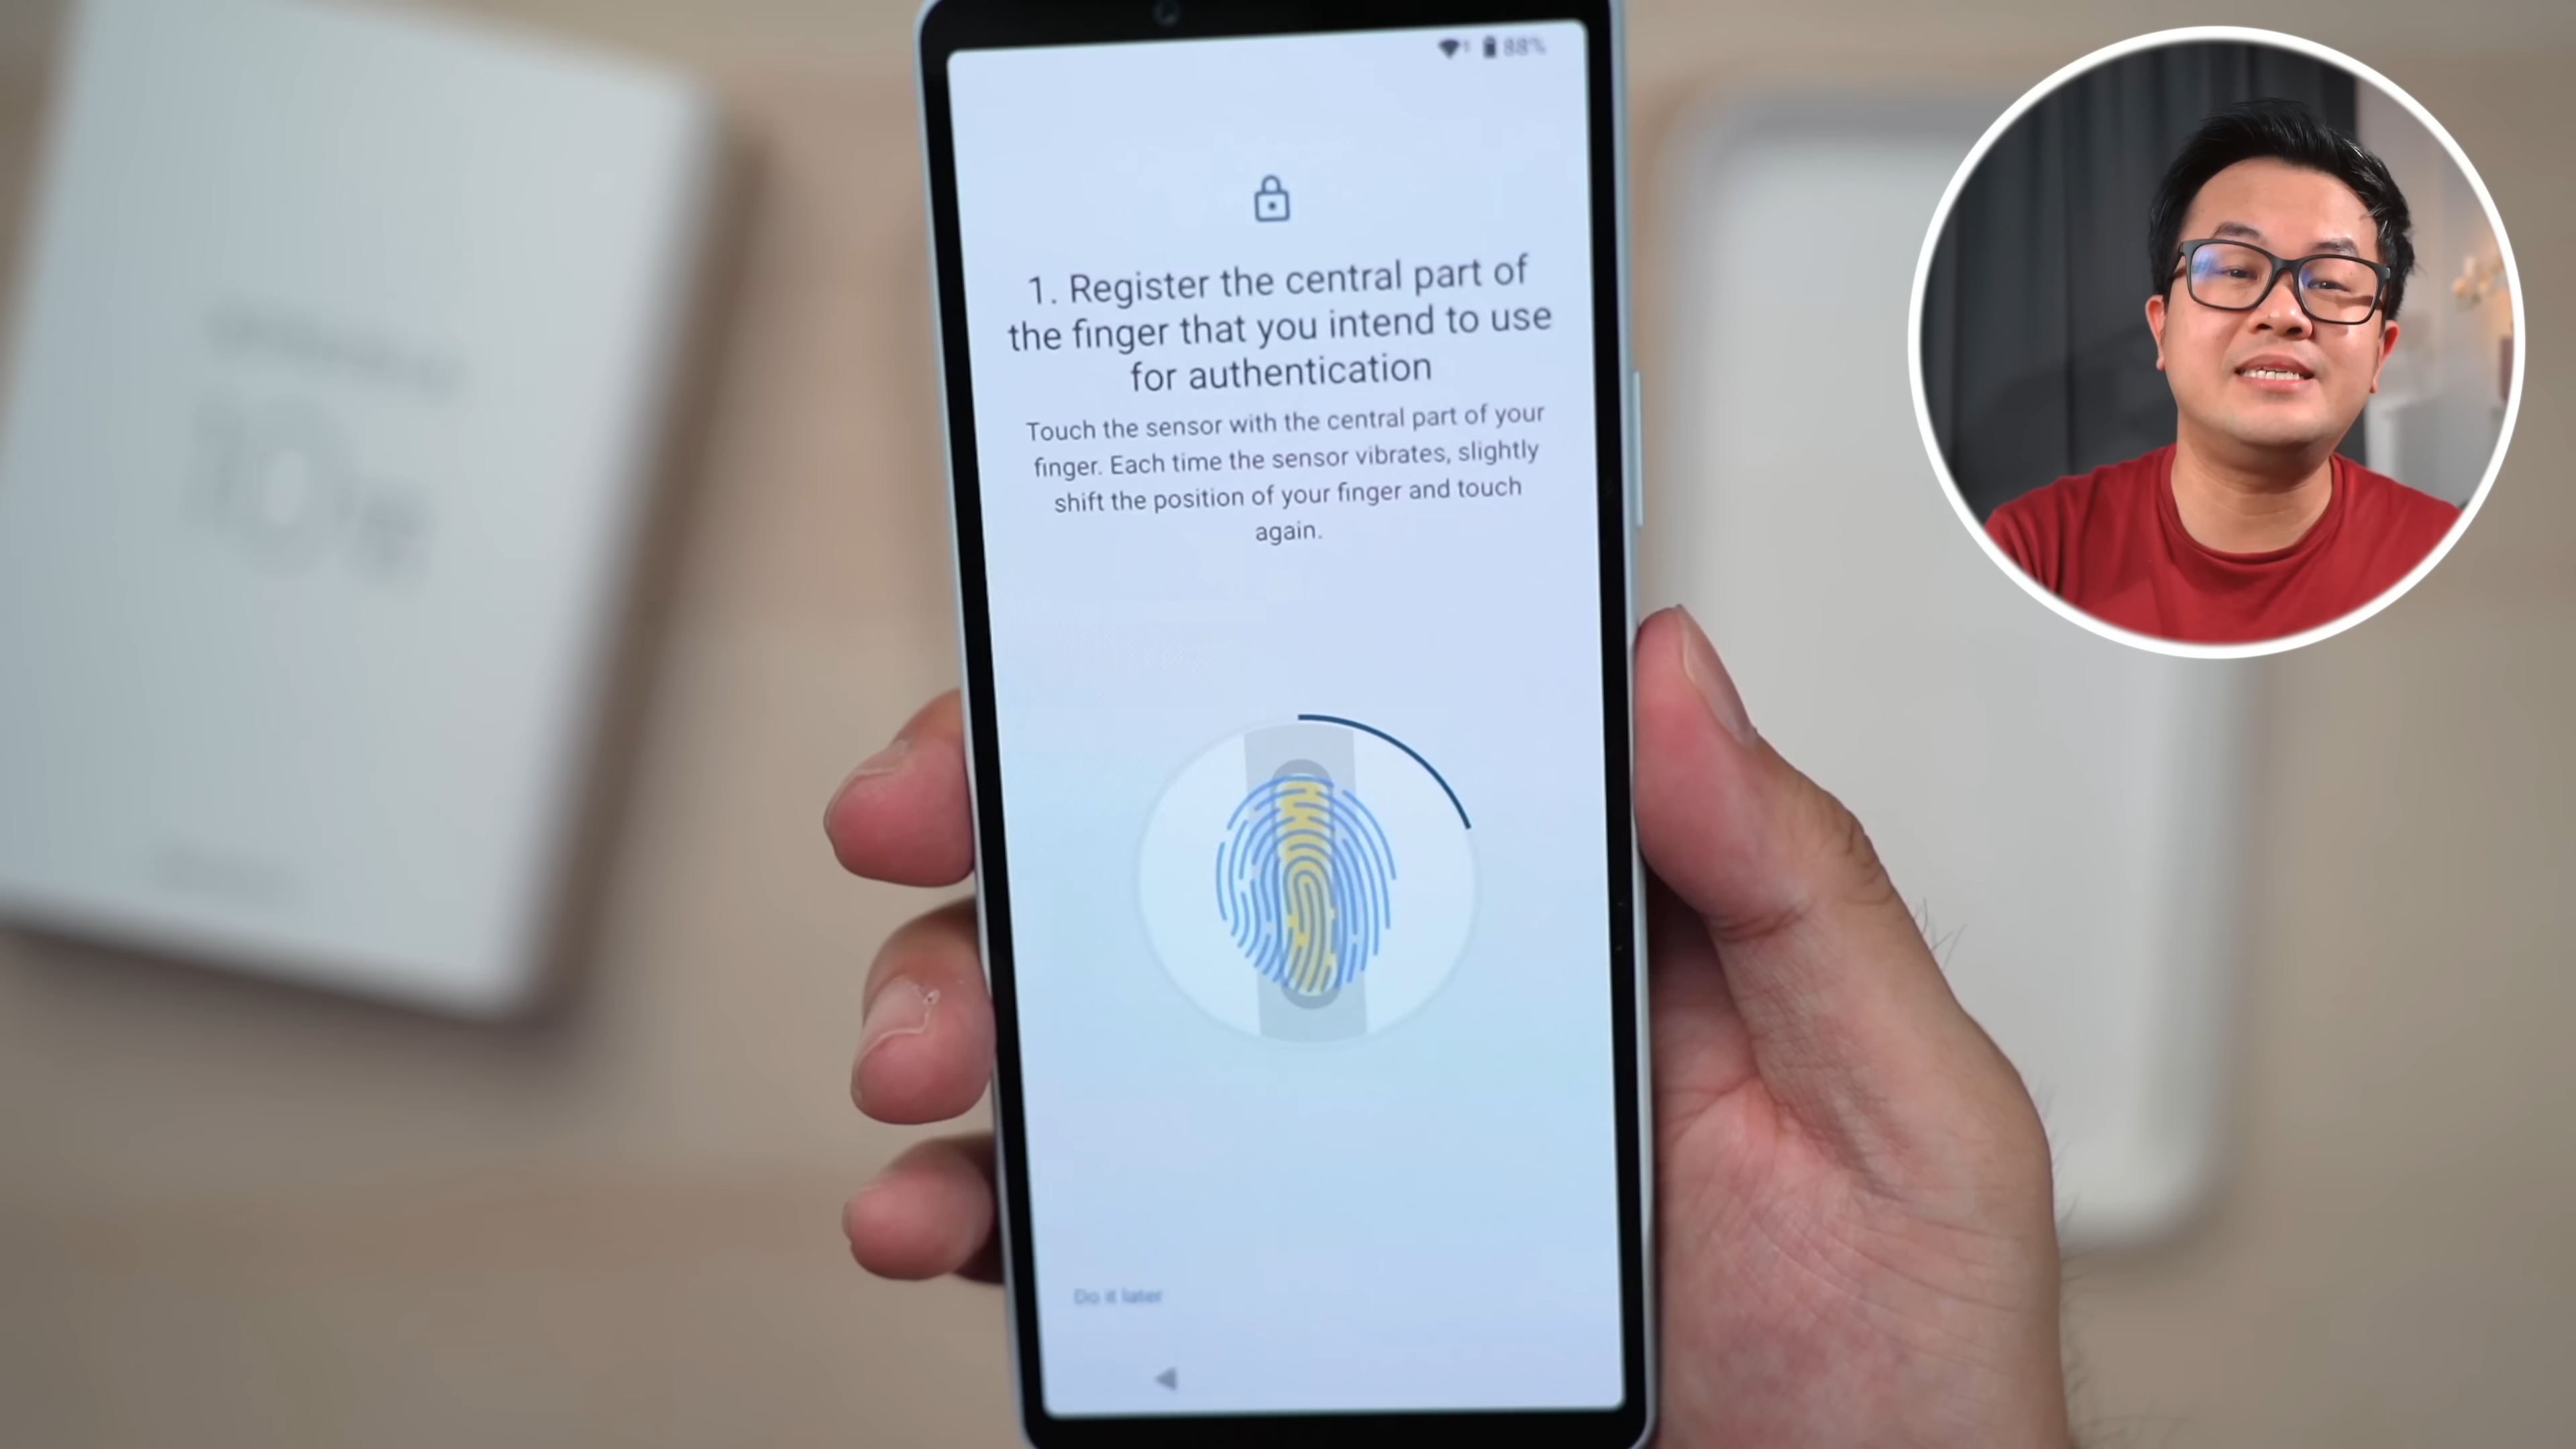 88%
1. Register the central part of
the finger that you intend to use
for authentication
Touch the sensor with the central part of your
finger. Each time the sensor vibrates, slightly
shift the position of your finger and touch
again.
Do it later